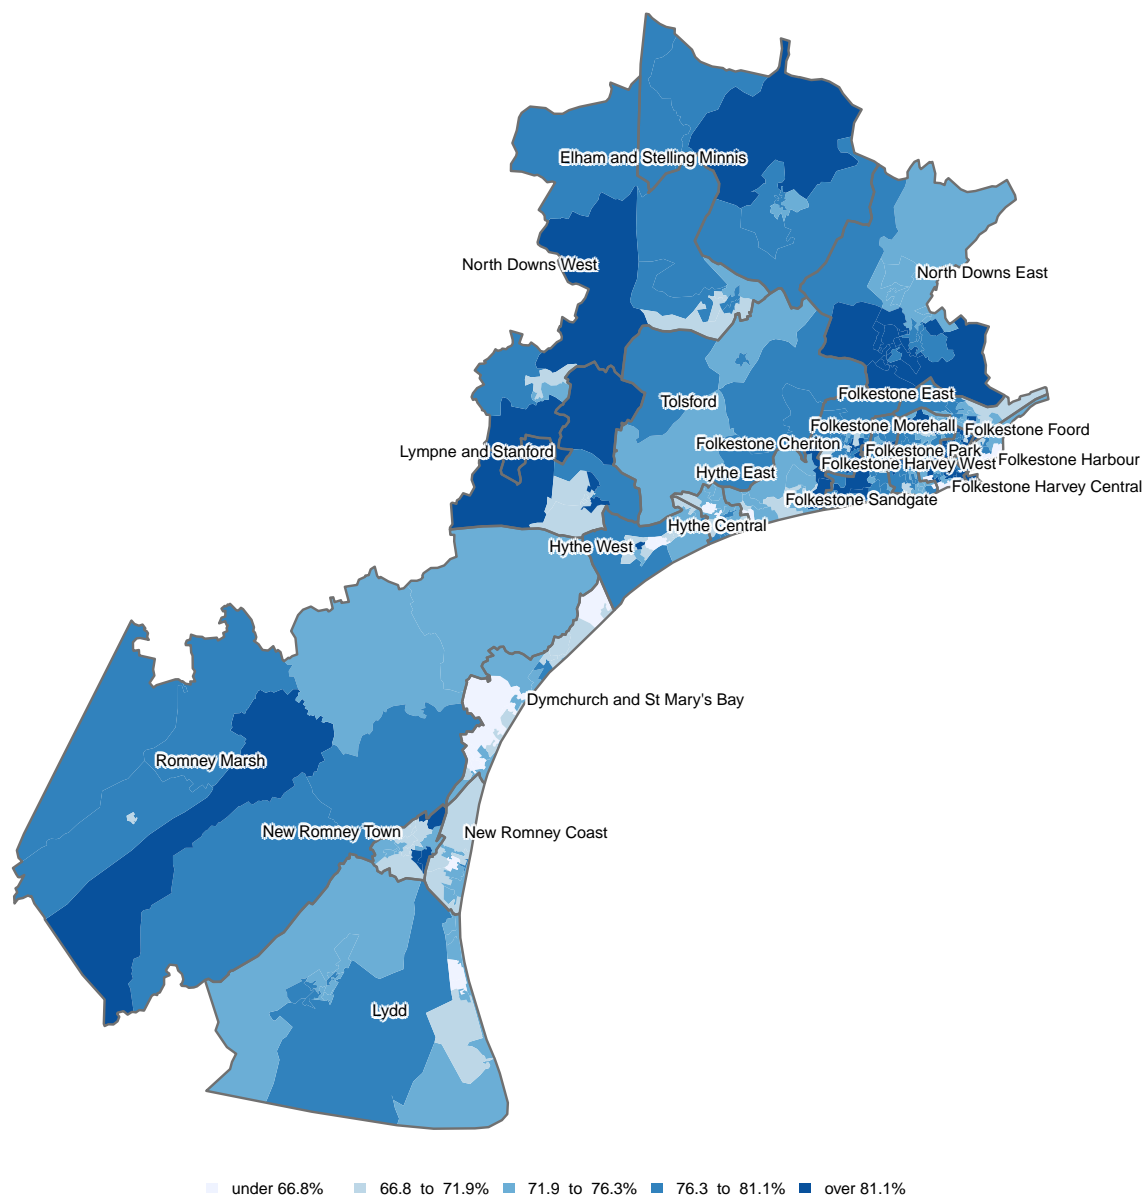 Elham and Stelling Minnis
North Downs West
North Downs East
Folkestone East
Tolsford
Folkestone Morehall
Folkestone Foord
Folkestone Cheriton
Folkestone Park
Lympne and Stanford
Folkestone Harbour
Folkestone Harvey West
Hythe East
Folkestone Harvey Central
Folkestone Sandgate
Hythe Central
Hythe West
Dymchurch and St Mary's Bay
Romney Marsh
New Romney Town
New Romney Coast
Lydd
under 66.8% 66.8 to 71.9% 71.9 to 76.3% 76.3 to 81.1% over 81.1%